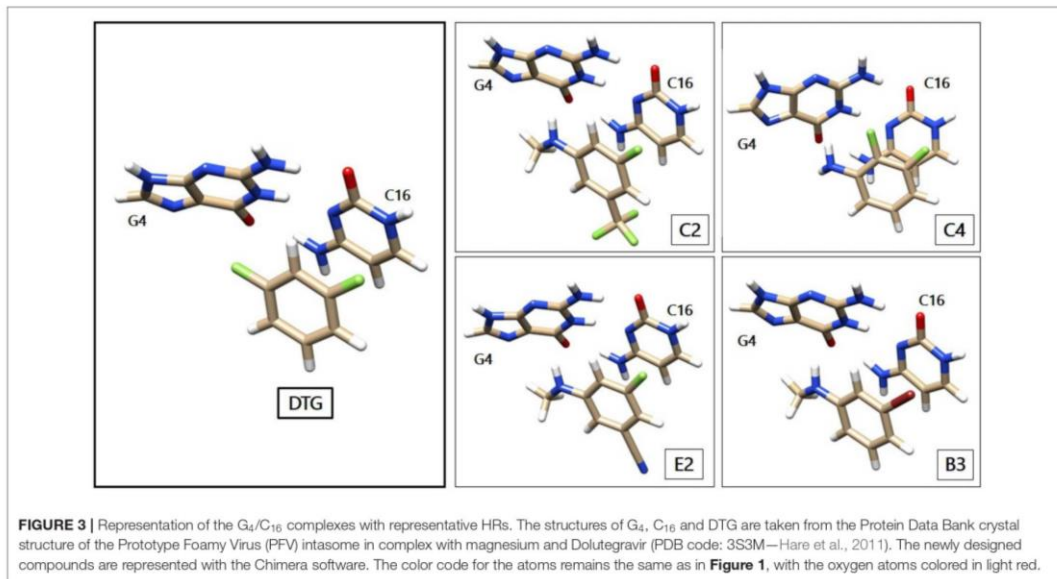 G4
C16
DTG
G4
C16
C2
G4
C16
C4
G4
C16
E2
G4
C16
B3
FIGURE 3 | Representation of the G₄/C₁₆ complexes with representative HRs. The structures of G₄, C₁₆ and DTG are taken from the Protein Data Bank crystal
structure of the Prototype Foamy Virus (PFV) intasome in complex with magnesium and Dolutegravir (PDB code: 3S3M—Hare et al., 2011). The newly designed
compounds are represented with the Chimera software. The color code for the atoms remains the same as in Figure 1, with the oxygen atoms colored in light red.